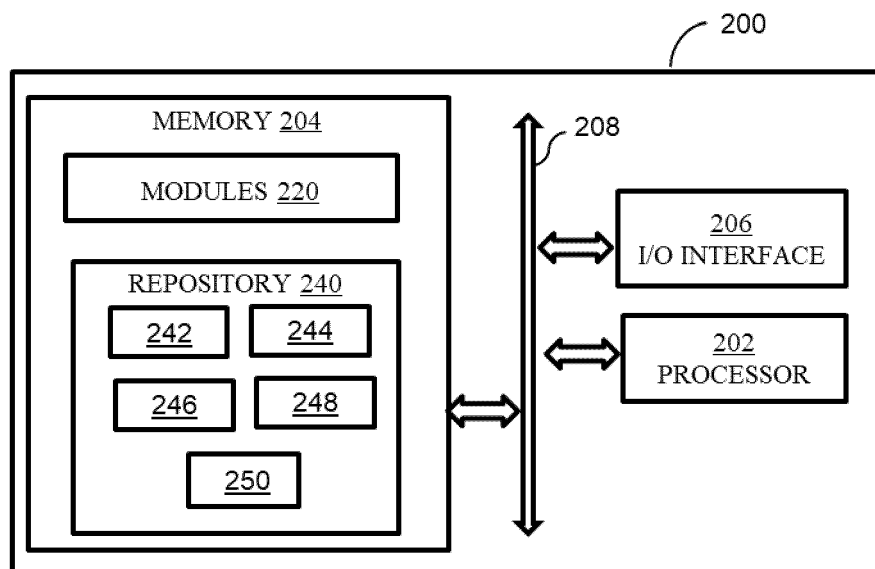 200
MEMORY 204
208
MODULES 220
206
I/O INTERFACE
REPOSITORY 240
242
244
202
PROCESSOR
246
248
250